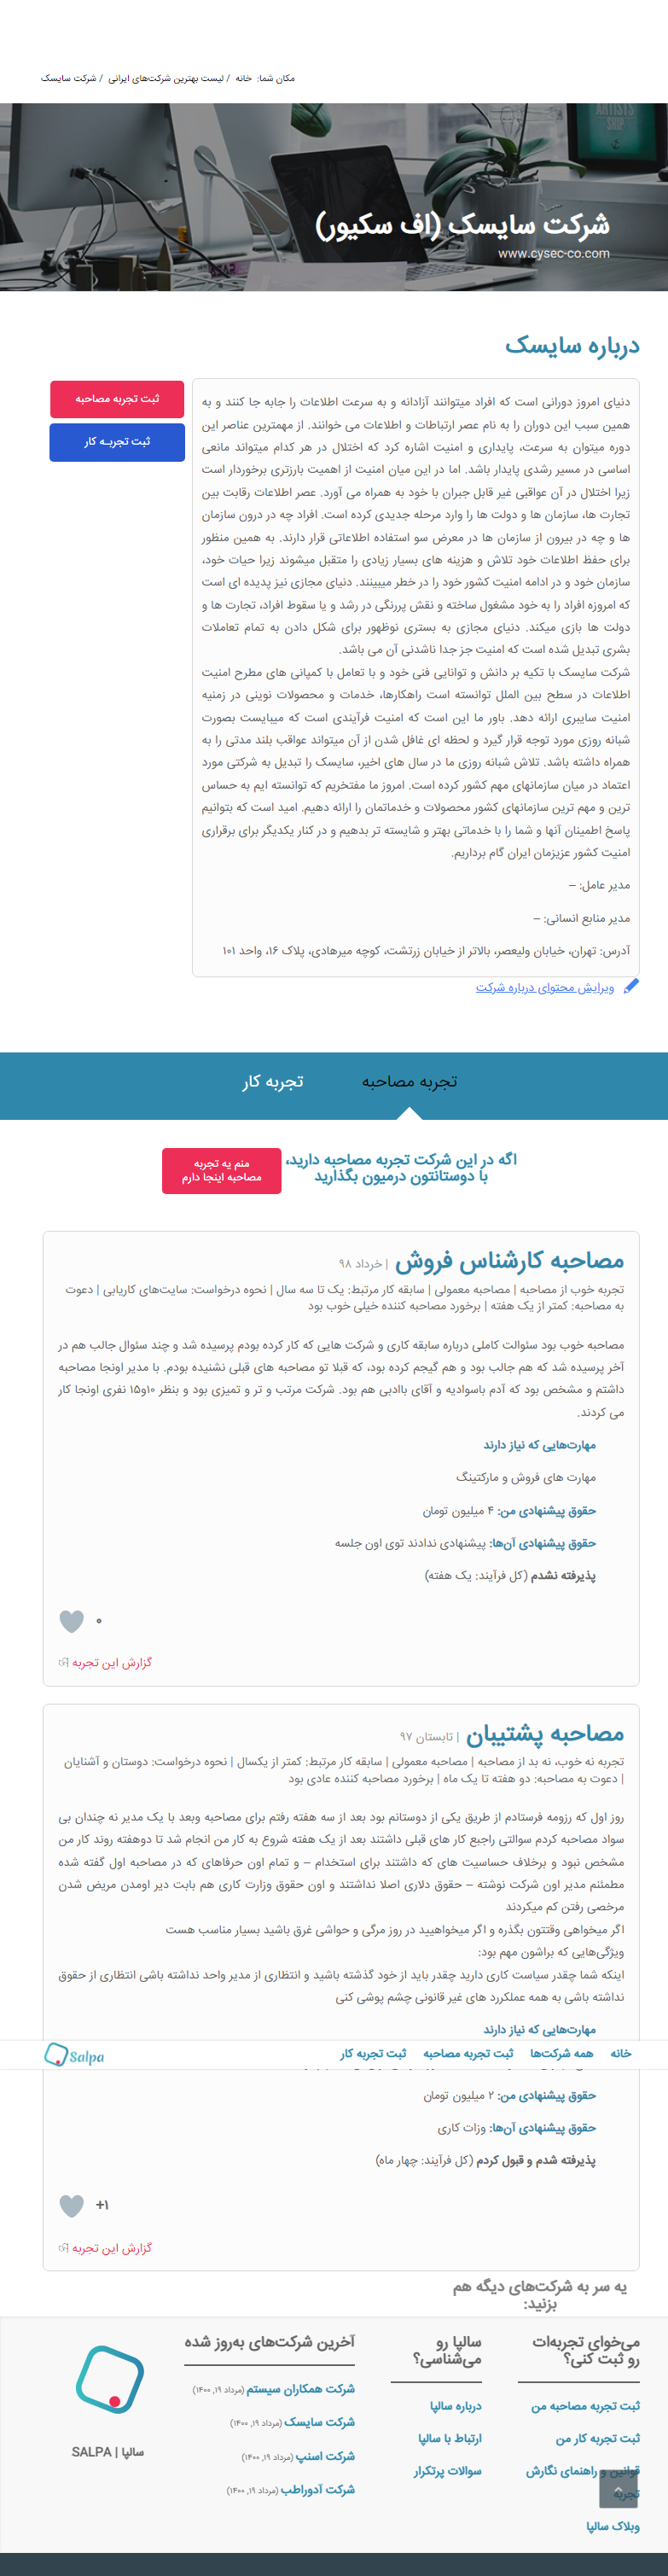 مکان شما: خانه / لیست بهترین شرکت‌های ایرانی / شرکت سایسک
شرکت سایسک (اف سکیور)
www.cysec-co.com
درباره سایسک
ثبت تجربه مصاحبه
ثبت تجربـه کار
دنیای امروز دورانی است که افراد میتوانند آزادانه و به سرعت اطلاعات را جابه جا کنند و به
همین سبب این دوران را به نام عصر ارتباطات و اطلاعات می خوانند. از مهمترین عناصر این
دوره میتوان به سرعت، پایداری و امنیت اشاره کرد که اختلال در هر کدام میتواند مانعی
اساسی در مسیر رشدی پایدار باشد. اما در این میان امنیت از اهمیت بارزتری برخوردار است
زیرا اختلال در آن عواقبی غیر قابل جبران با خود به همراه می آورد. عصر اطلاعات رقابت بین
تجارت ها، سازمان ها و دولت ها را وارد مرحله جدیدی کرده است. افراد چه در درون سازمان
ها و چه در بیرون از سازمان ها در معرض سو استفاده اطلاعاتی قرار دارند. به همین منظور
برای حفظ اطلاعات خود تلاش و هزینه های بسیار زیادی را متقبل میشوند زیرا حیات خود،
سازمان خود و در ادامه امنیت کشور خود را در خطر میبینند. دنیای مجازی نیز پدیده ای است
که امروزه افراد را به خود مشغول ساخته و نقش پررنگی در رشد و یا سقوط افراد، تجارت ها و
دولت ها بازی میکند. دنیای مجازی به بستری نوظهور برای شکل دادن به تمام تعاملات
بشری تبدیل شده است که امنیت جز جدا ناشدنی آن می باشد.
شرکت سایسک با تکیه بر دانش و توانایی فنی خود و با تعامل با کمپانی های مطرح امنیت
اطلاعات در سطح بین الملل توانسته است راهکارها، خدمات و محصولات نوینی در زمنیه
امنیت سایبری ارائه دهد. باور ما این است که امنیت فرآیندی است که میبایست بصورت
شبانه روزی مورد توجه قرار گیرد و لحظه ای غافل شدن از آن میتواند عواقب بلند مدتی را به
همراه داشته باشد. تلاش شبانه روزی ما در سال های اخیر، سایسک را تبدیل به شرکتی مورد
اعتماد در میان سازمانهای مهم کشور کرده است. امروز ما مفتخریم که توانسته ایم به حساس
ترین و مهم ترین سازمانهای کشور محصولات و خدماتمان را ارائه دهیم. امید است که بتوانیم
پاسخ اطمینان آنها و شما را با خدماتی بهتر و شایسته تر بدهیم و در کنار یکدیگر برای برقراری
امنیت کشور عزیزمان ایران گام برداریم.
مدیر عامل: –
مدیر منابع انسانی: –
آدرس: تهران، خیابان ولیعصر، بالاتر از خیابان زرتشت، کوچه میرهادی، پلاک ۱۶، واحد ۱۰۱
ویرایش محتوای درباره شرکت
تجربه مصاحبه
تجربه کار
اگه در این شرکت تجربه مصاحبه دارید،
با دوستانتون درمیون بگذارید
منم یه تجربه
مصاحبه اینجا دارم
مصاحبه کارشناس فروش | خرداد ۹۸
تجربه خوب از مصاحبه | مصاحبه معمولی | سابقه کار مرتبط: یک تا سه سال | نحوه درخواست: سایت‌های کاریابی | دعوت
به مصاحبه: کمتر از یک هفته | برخورد مصاحبه کننده خیلی خوب بود
مصاحبه خوب بود سئوالت کاملی درباره سابقه کاری و شرکت هایی که کار کرده بودم پرسیده شد و چند سئوال جالب هم در
آخر پرسیده شد که هم جالب بود و هم گیجم کرده بود، که قبلا تو مصاحبه های قبلی نشنیده بودم. با مدیر اونجا مصاحبه
داشتم و مشخص بود که آدم باسوادیه و آقای باادبی هم بود. شرکت مرتب و تر و تمیزی بود و بنظر ۱۰و۱۵ نفری اونجا کار
می کردند.
مهارت‌هایی که نیاز دارند
مهارت های فروش و مارکتینگ
حقوق پیشنهادی من: ۴ میلیون تومان
حقوق پیشنهادی آن‌ها: پیشنهادی ندادند توی اون جلسه
پذیرفته نشدم (کل فرآیند: یک هفته)
۰
گزارش این تجربه
مصاحبه پشتیبان | تابستان ۹۷
تجربه نه خوب، نه بد از مصاحبه | مصاحبه معمولی | سابقه کار مرتبط: کمتر از یکسال | نحوه درخواست: دوستان و آشنایان
| دعوت به مصاحبه: دو هفته تا یک ماه | برخورد مصاحبه کننده عادی بود
روز اول که رزومه فرستادم از طریق یکی از دوستانم بود بعد از سه هفته رفتم برای مصاحبه وبعد با یک مدیر نه چندان بی
سواد مصاحبه کردم سوالتی راجبع کار های قبلی داشتند بعد از یک هفته شروع به کار من انجام شد تا دوهفته روند کار من
مشخص نبود و برخلاف حساسیت های که داشتند برای استخدام – و تمام اون حرفاهای که در مصاحبه اول گفته شده
مطمئنم مدیر اون شرکت نوشته – حقوق دلاری اصلا نداشتند و اون حقوق وزارت کاری هم بابت دیر اومدن مریض شدن
مرخصی رفتن کم میکردند
اگر میخواهی وقتتون بگذره و اگر میخواهیید در روز مرگی و حواشی غرق باشید بسیار مناسب هست
ویژگی‌هایی که براشون مهم بود:
اینکه شما چقدر سیاست کاری دارید چقدر باید از خود گذشته باشید و انتظاری از مدیر واحد نداشته باشی انتظاری از حقوق
نداشته باشی به همه عملکررد های غیر قانونی چشم پوشی کنی
مهارت‌هایی که نیاز دارند
خانه
همه شرکت‌ها
ثبت تجربه مصاحبه
ثبت تجربه کار
Salpa
حقوق پیشنهادی من: ۲ میلیون تومان
حقوق پیشنهادی آن‌ها: وزات کاری
پذیرفته شدم و قبول کردم (کل فرآیند: چهار ماه)
+۱
گزارش این تجربه
یه سر به شرکت‌های دیگه هم
بزنید:
می‌خوای تجربه‌ات
رو ثبت کنی؟
ثبت تجربه مصاحبه من
ثبت تجربه کار من
قوانین و راهنمای نگارش
تجربه
وبلاگ سالپا
سالپا رو
می‌شناسی؟
درباره سالپا
ارتباط با سالپا
سوالات پرتکرار
آخرین شرکت‌های به‌روز شده
شرکت همکاران سیستم (مرداد ۱۹, ۱۴۰۰)
شرکت سایسک (مرداد ۱۹, ۱۴۰۰)
شرکت اسنپ (مرداد ۱۹, ۱۴۰۰)
شرکت آدوراطب (مرداد ۱۹, ۱۴۰۰)
سالپا | SALPA